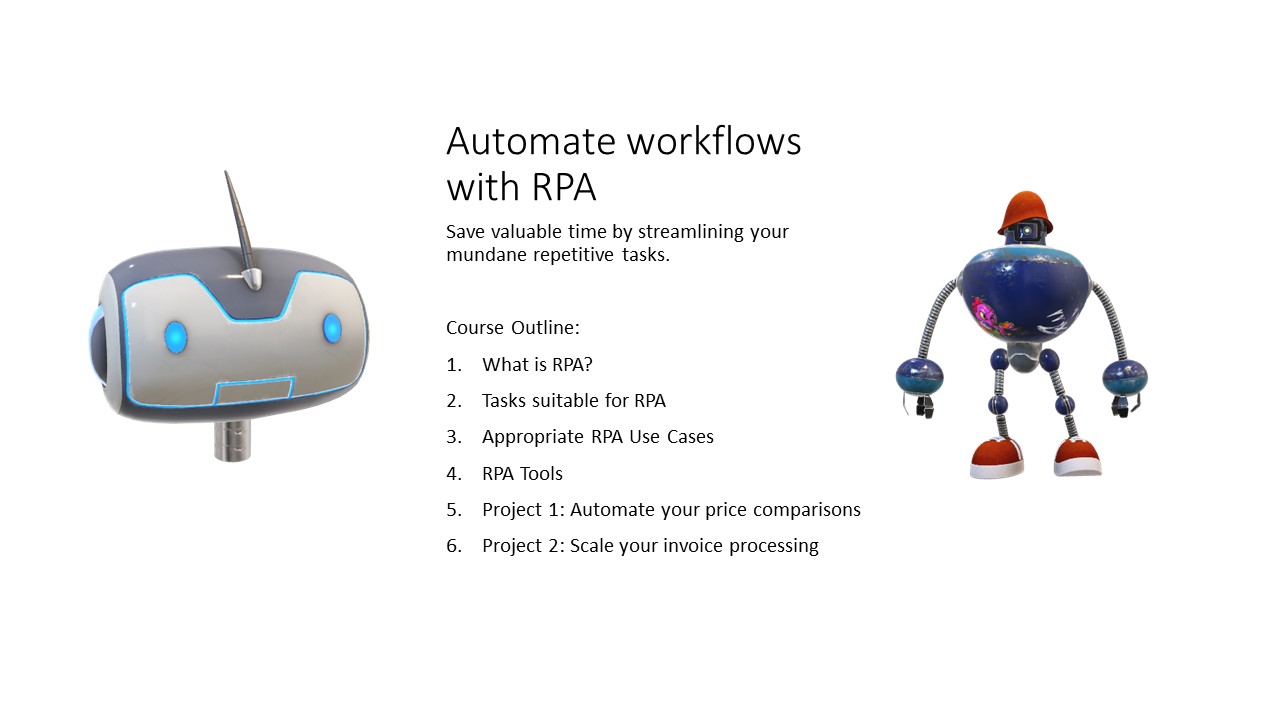 Automate workflows
with RPA
Save valuable time by streamlining your
mundane repetitive tasks.
Course Outline:
1. What is RPA?
2. Tasks suitable for RPA
3. Appropriate RPA Use Cases
4. RPA Tools
5. Project 1: Automate your price comparisons
6. Project 2: Scale your invoice processing